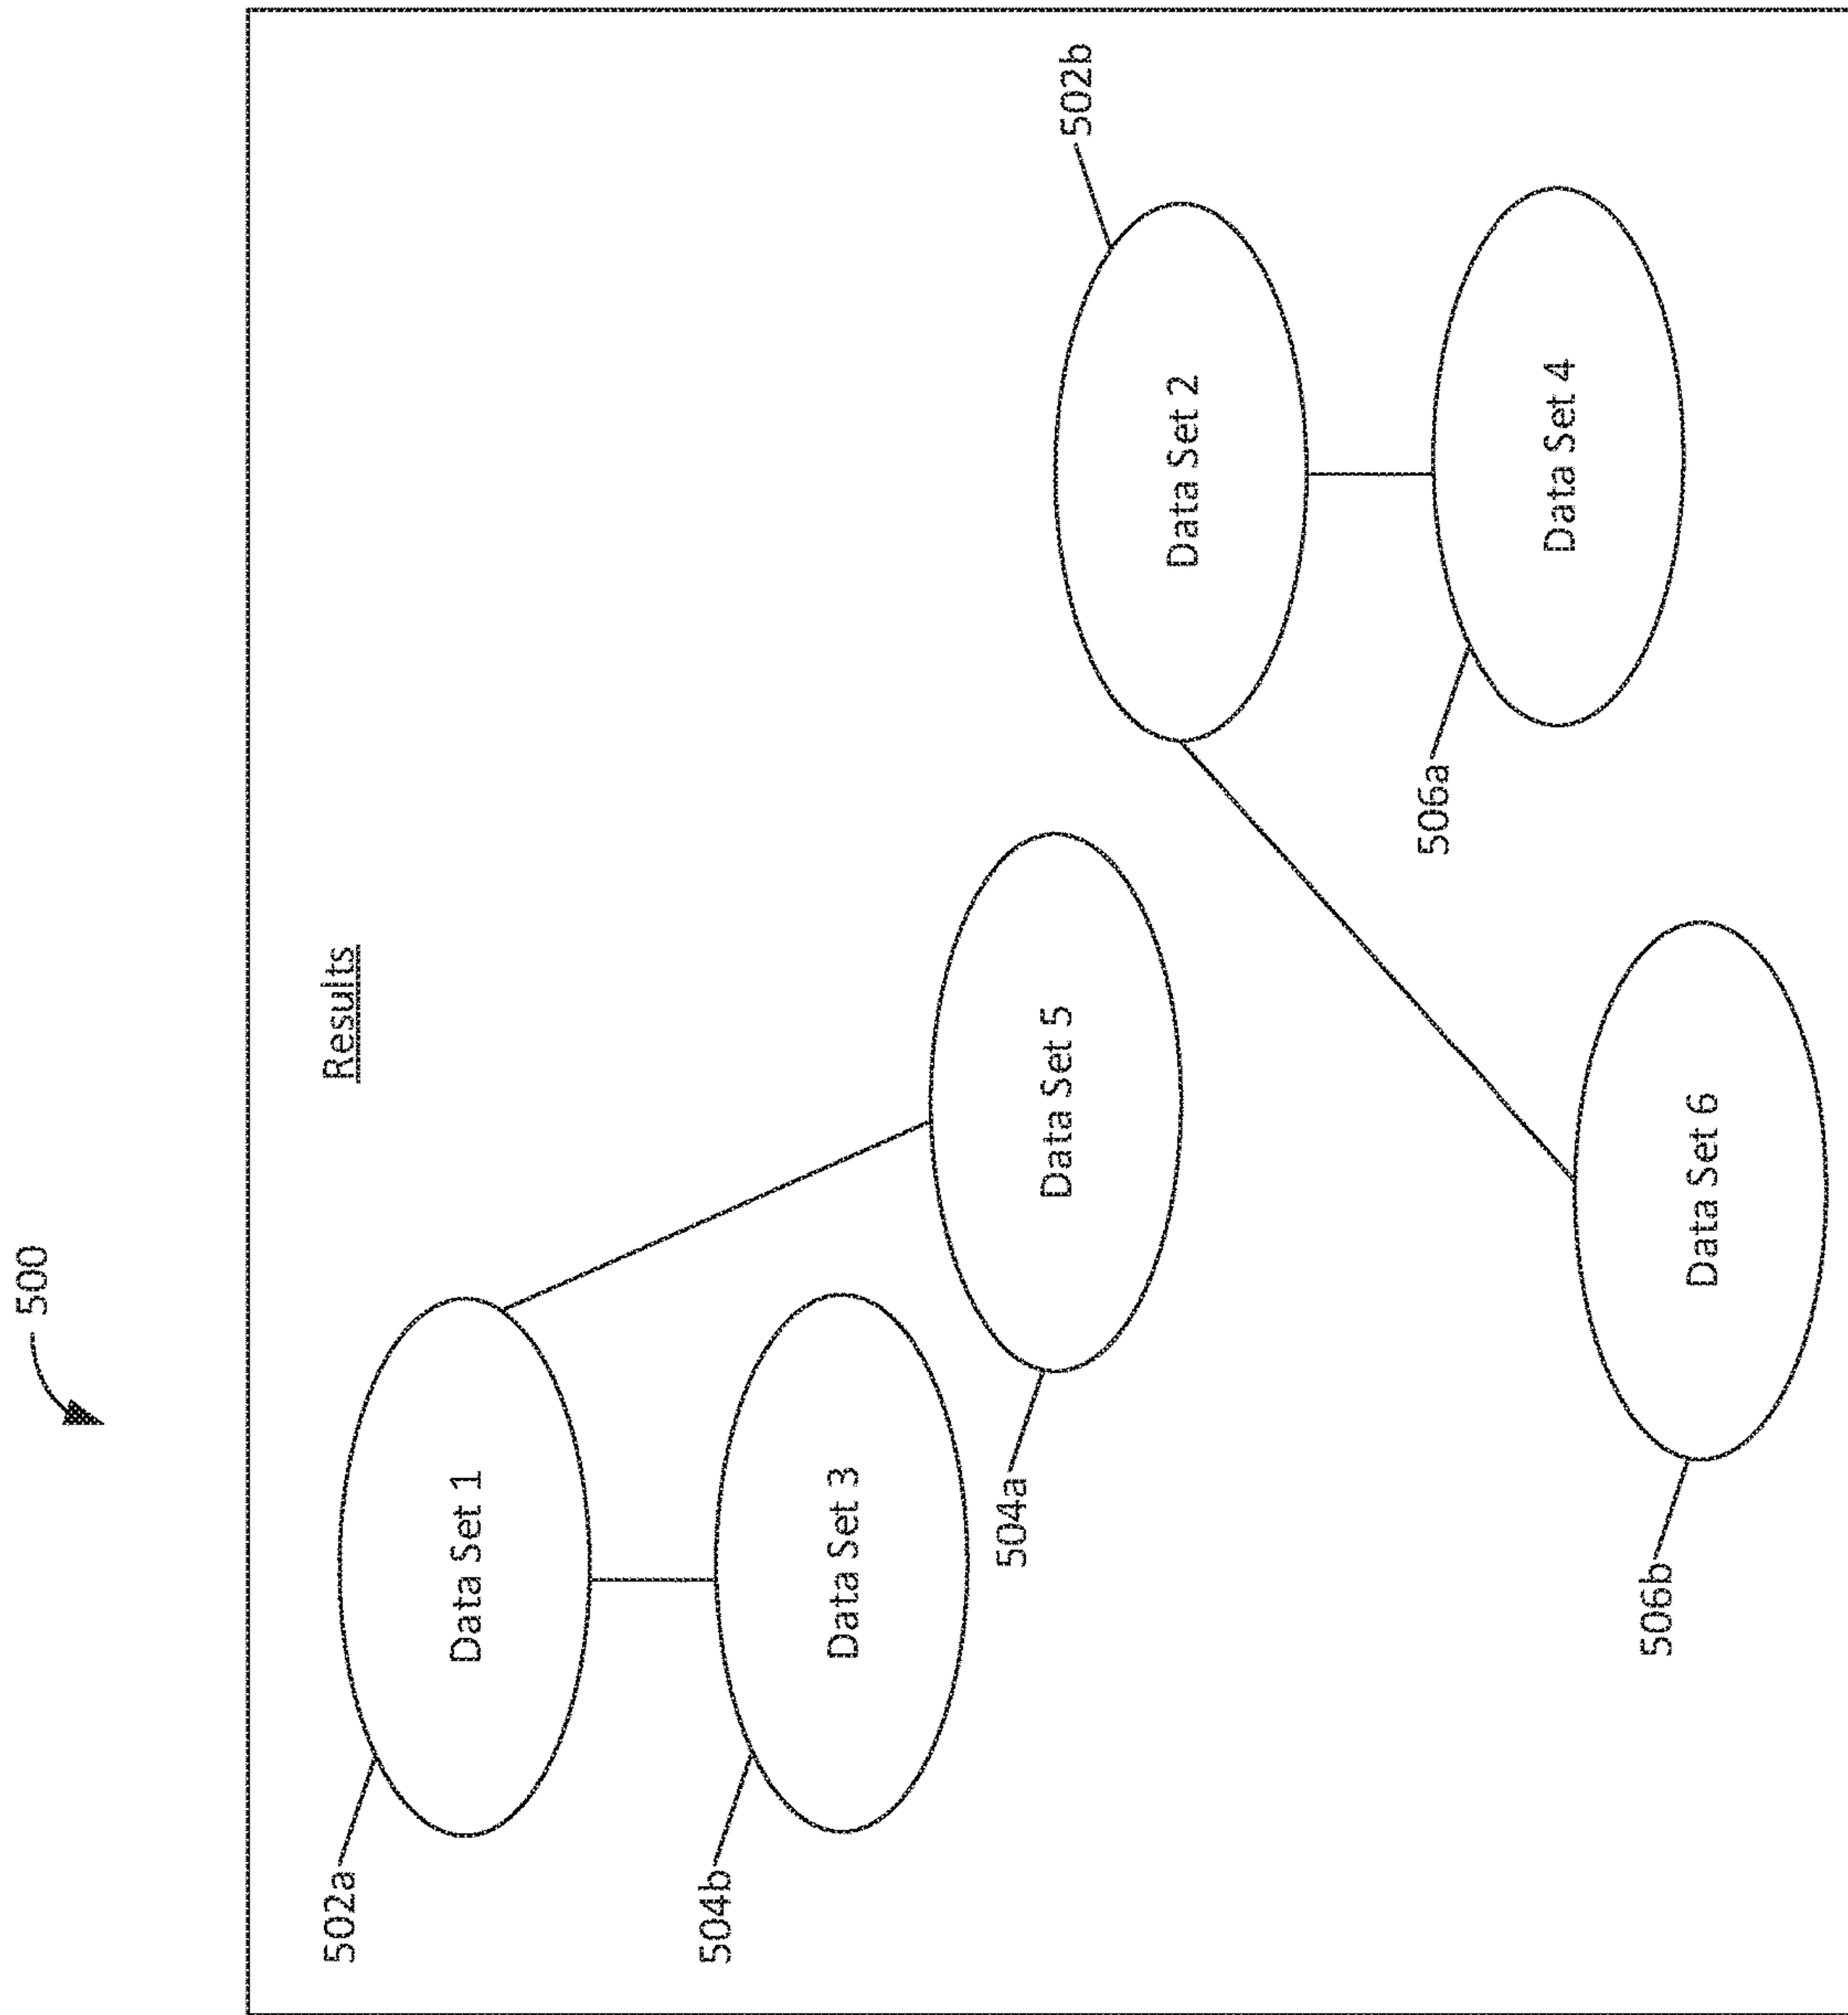 500
Results
502a
Data Set 1
504b
Data Set 3
504a
Data Set 5
502b
Data Set 2
506a
Data Set 4
506b
Data Set 6